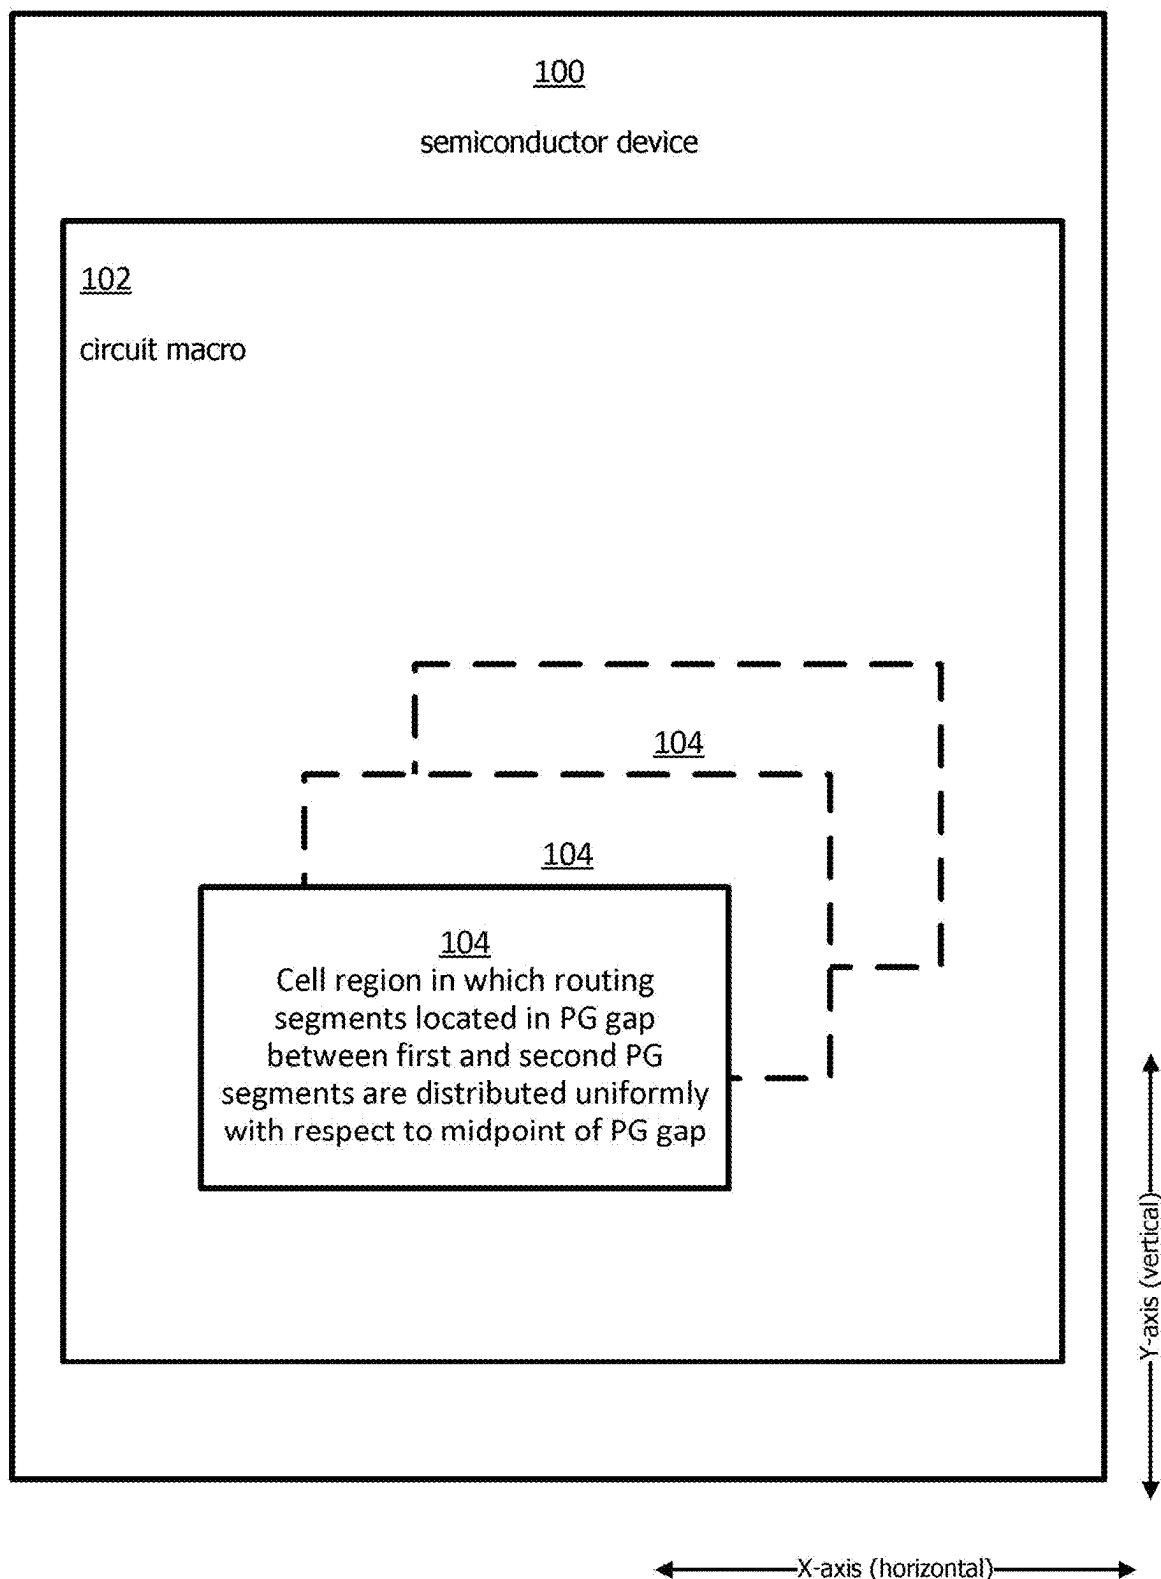 100
semiconductor device
102
circuit macro
104
104
104
Cell region in which routing
segments located in PG gap
between first and second PG
segments are distributed uniformly
with respect to midpoint of PG gap
Y-axis (vertical)
X-axis (horizontal)